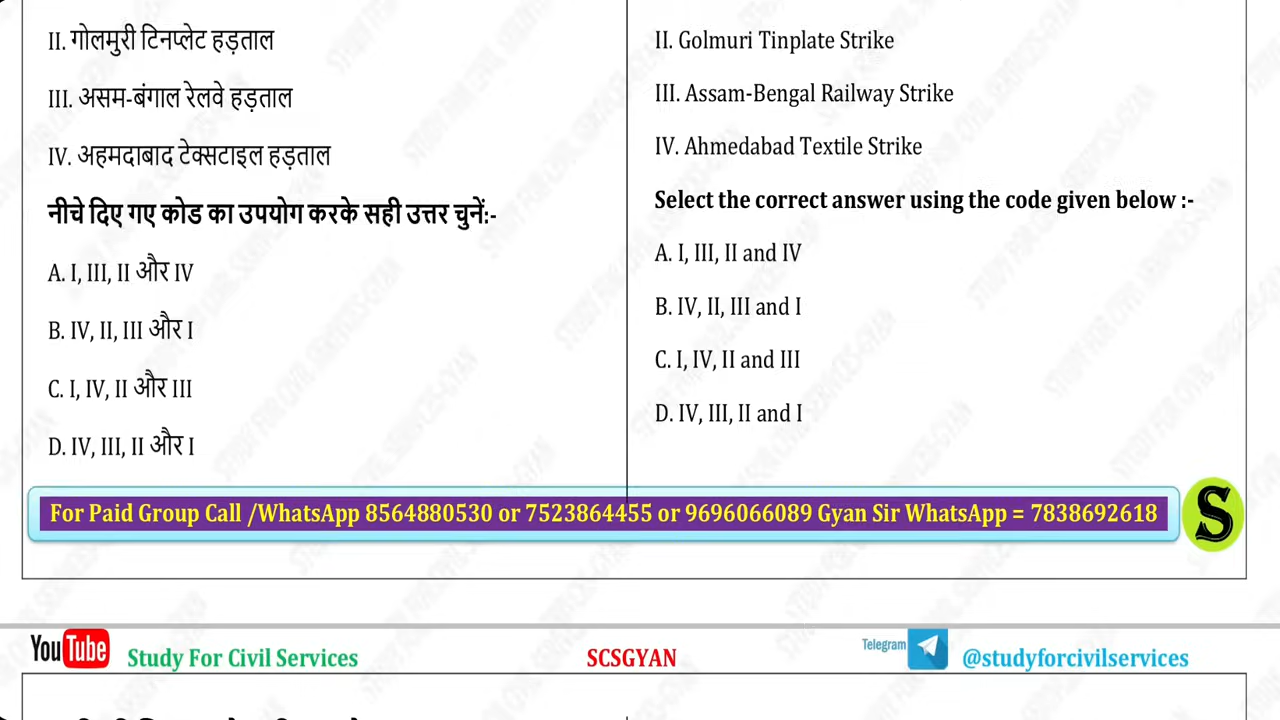 II. गोलमुरी टिनप्लेट हड़ताल
III. असम-बंगाल रेलवे हड़ताल
IV. अहमदाबाद टेक्सटाइल हड़ताल
नीचे दिए गए कोड का उपयोग करके सही उत्तर चुनें:-
A. I, III, II और IV
B. IV, II, III और I
C. I, IV, II और III
D. IV, III, II और I
II. Golmuri Tinplate Strike
III. Assam-Bengal Railway Strike
IV. Ahmedabad Textile Strike
Select the correct answer using the code given below :-
A. I, III, II and IV
B. IV, II, III and I
C. I, IV, II and III
D. IV, III, II and I
For Paid Group Call /WhatsApp 8564880530 or 7523864455 or 9696066089 Gyan Sir WhatsApp = 7838692618
S
YouTube Study For Civil Services
SCSGYAN
Telegram @studyforcivilservices